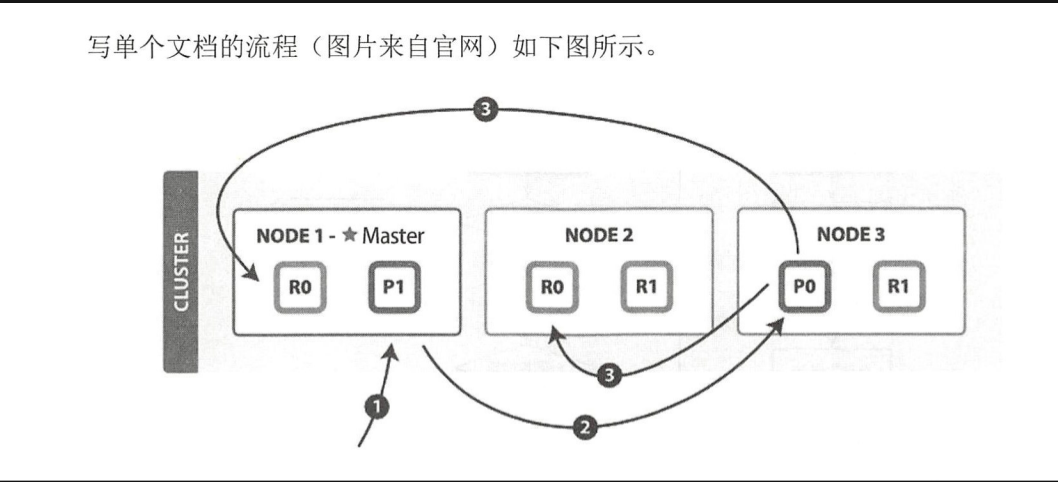 写单个文档的流程（图片来自官网）如下图所示。
3
CLUSTER
NODE 1 - ★ Master
R0
P1
NODE 2
R0
R1
NODE 3
P0
R1
3
1
2